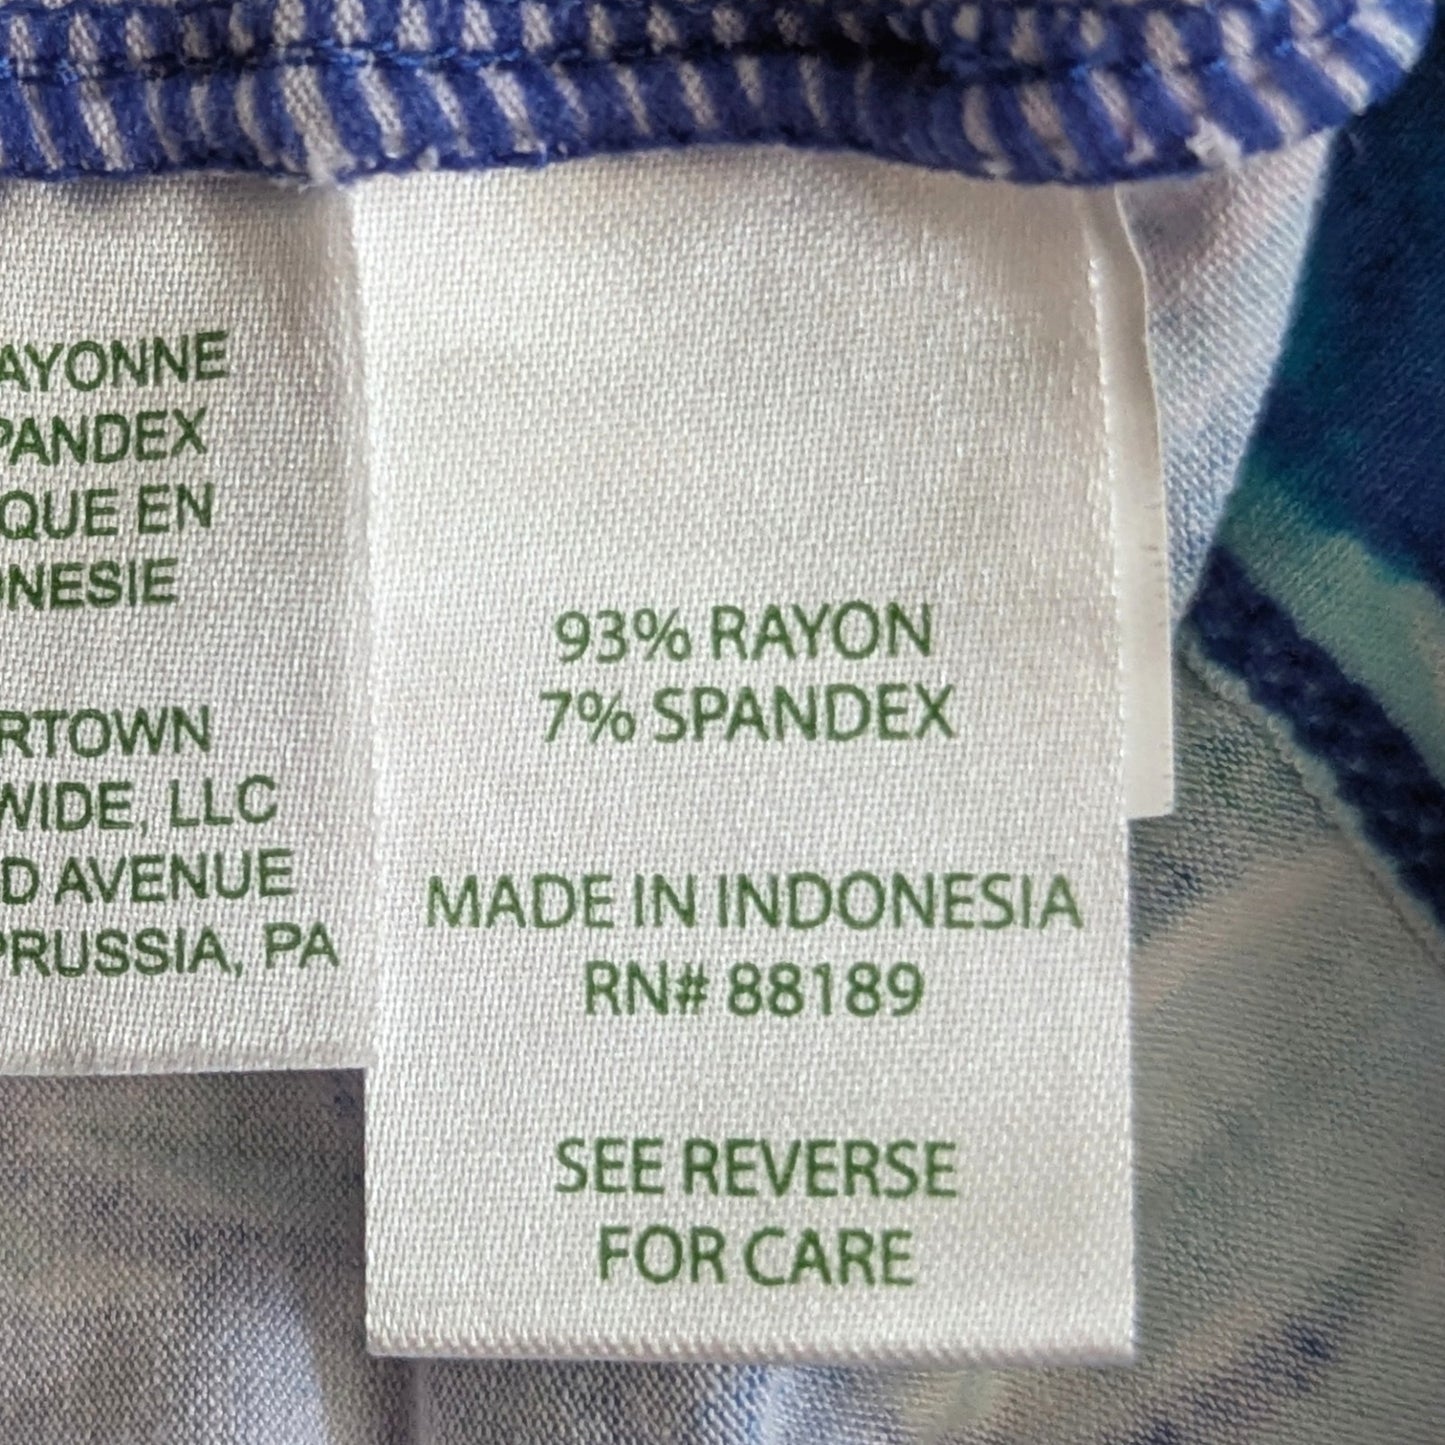 AYONNE
PANDEX
QUE EN
ONESIE
RTOWN
WIDE, LLC
D AVENUE
PRUSSIA, PA
93% RAYON
7% SPANDEX
MADE IN INDONESIA
RN# 88189
SEE REVERSE
FOR CARE